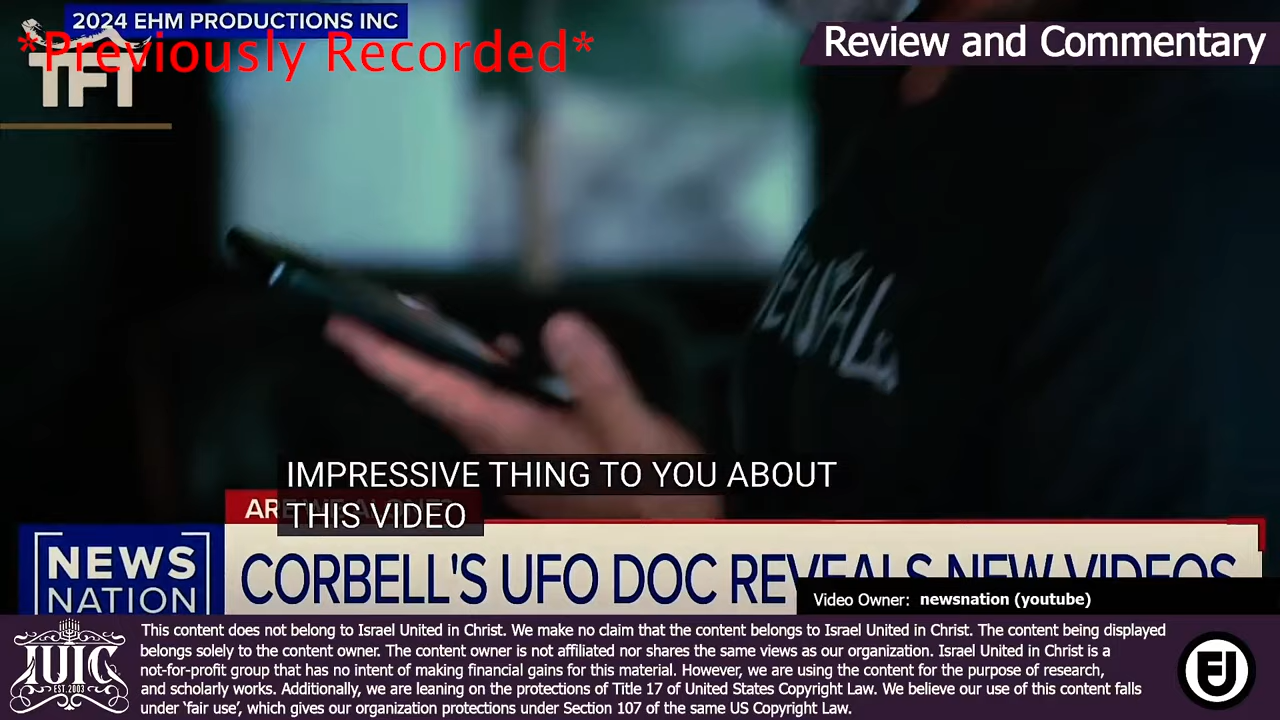 2024 EHM PRODUCTIONS INC
*Previously Recorded*
TFT
Review and Commentary
IMPRESSIVE THING TO YOU ABOUT
THIS VIDEO
NEWS
NATION
CORBELL'S UFO DOC REVEALS NEW VIDEOS
Video Owner: newsnation (youtube)
IUIC
EST. 2003
This content does not belong to Israel United in Christ. We make no claim that the content belongs to Israel United in Christ. The content being displayed
belongs solely to the content owner. The content owner is not affiliated nor shares the same views as our organization. Israel United in Christ is a
not-for-profit group that has no intent of making financial gains for this material. However, we are using the content for the purpose of research,
and scholarly works. Additionally, we are leaning on the protections of Title 17 of United States Copyright Law. We believe our use of this content falls
under ‘fair use’, which gives our organization protections under Section 107 of the same US Copyright Law.